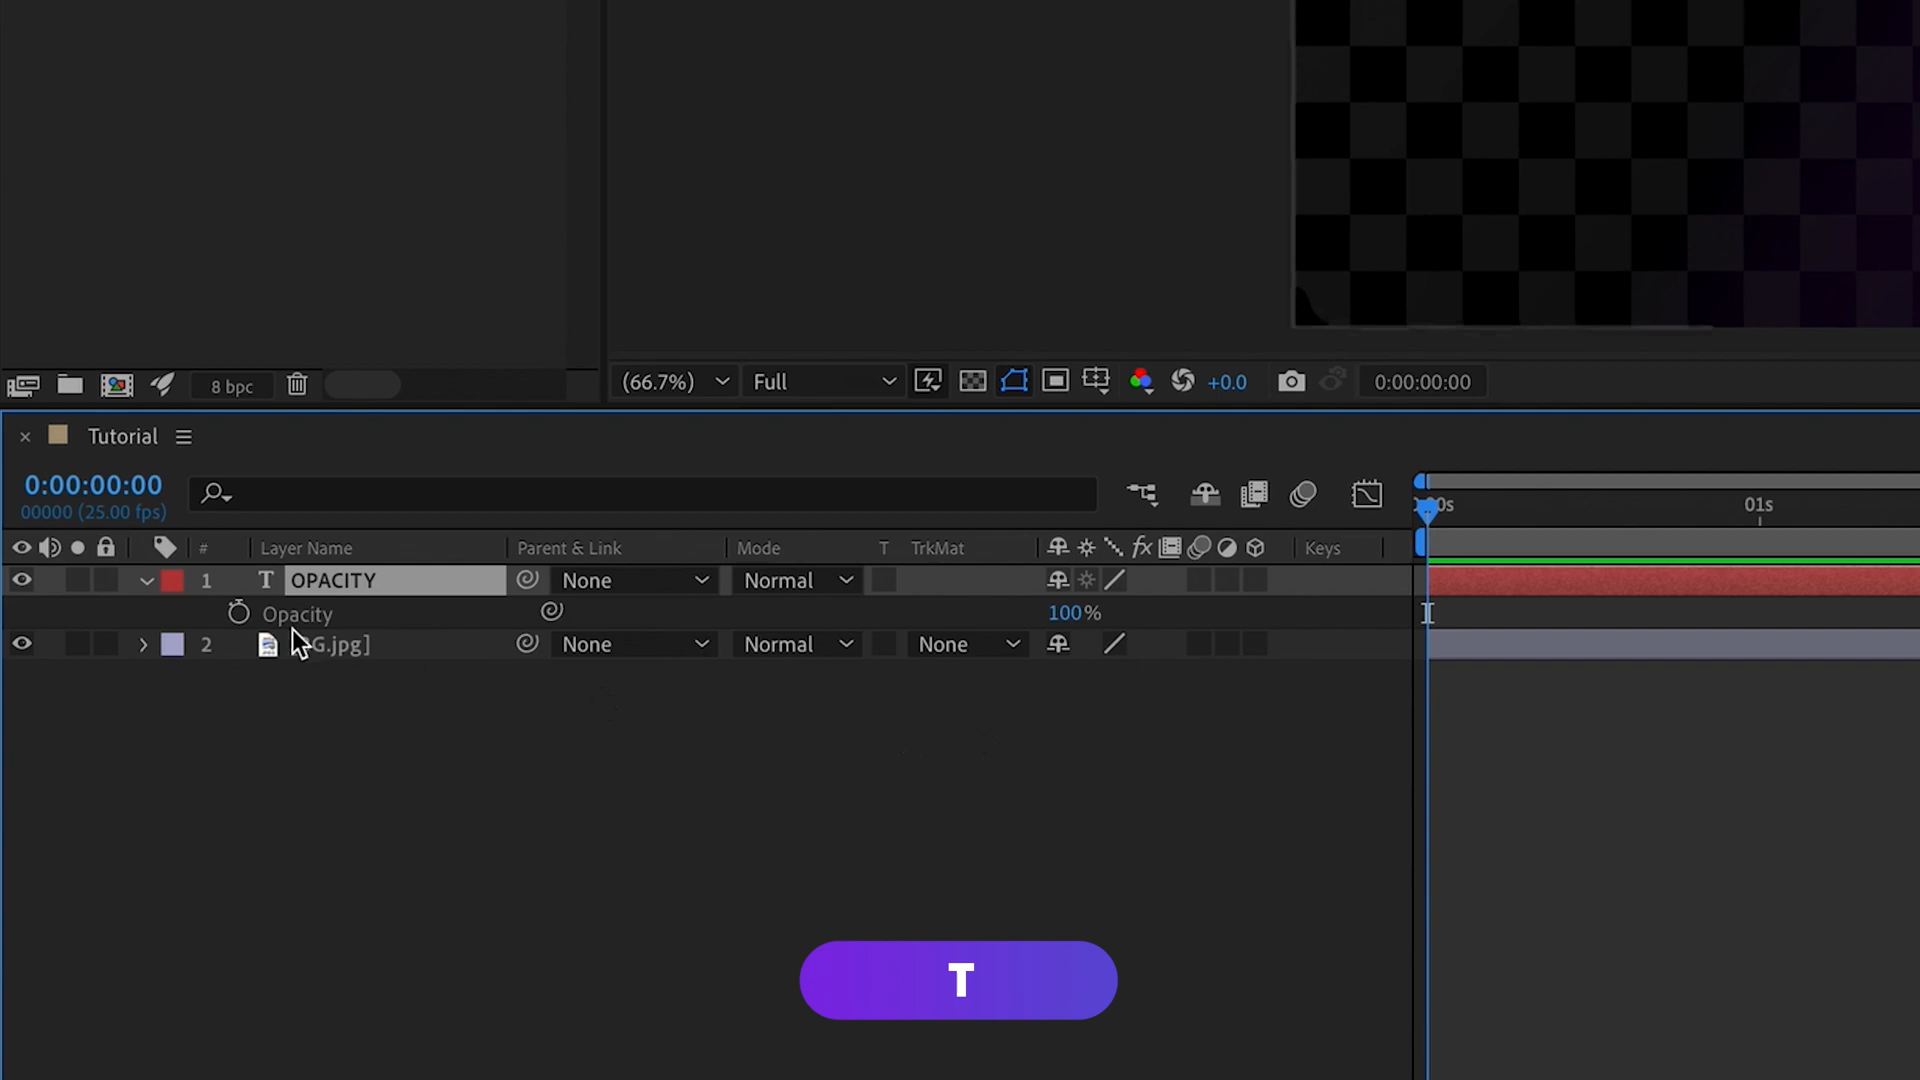 8 bpc
(66.7%) Full +0.0 0:00:00:00
Tutorial
0:00:00:00
00000 (25.00 fps)
01s
# Layer Name Parent & Link Mode T TrkMat fx Keys
1 T OPACITY None Normal
Opacity 100%
2 G.jpg] None Normal None
T